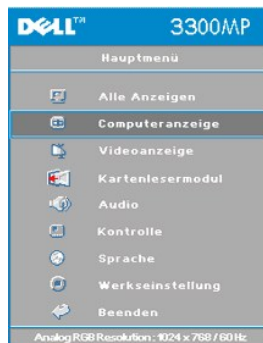 DELL™ 3300MP
Hauptmenü
Alle Anzeigen
Computeranzeige
Videoanzeige
Kartenlesermodul
Audio
Kontrolle
Sprache
Werkseinstellung
Beenden
Analog RGB Resolution: 1024 x 768 / 60 Hz